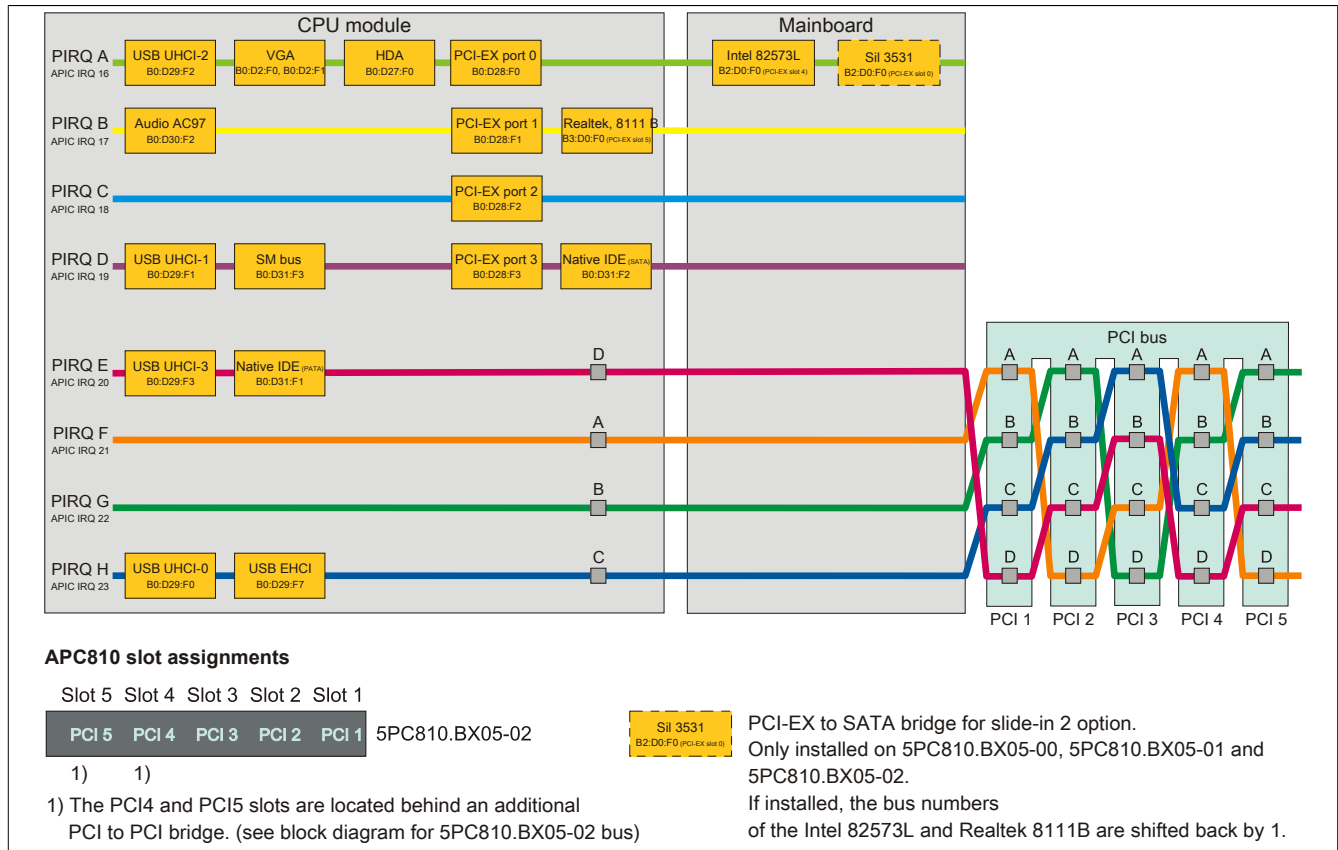 CPU module
Mainboard
PIRQ A
APIC IRQ 16
USB UHCI-2
B0:D29:F2
VGA
B0:D2:F0, B0:D2:F1
HDA
B0:D27:F0
PCI-EX port 0
B0:D28:F0
Intel 82573L
B2:D0:F0 (PCI-EX slot 4)
Sil 3531
B2:D0:F0 (PCI-EX slot 0)
PIRQ B
APIC IRQ 17
Audio AC97
B0:D30:F2
PCI-EX port 1
B0:D28:F1
Realtek, 8111 B
B3:D0:F0 (PCI-EX slot 5)
PIRQ C
APIC IRQ 18
PCI-EX port 2
B0:D28:F2
PIRQ D
APIC IRQ 19
USB UHCI-1
B0:D29:F1
SM bus
B0:D31:F3
PCI-EX port 3
B0:D28:F3
Native IDE (SATA)
B0:D31:F2
PCI bus
PIRQ E
APIC IRQ 20
USB UHCI-3
B0:D29:F3
Native IDE (PATA)
B0:D31:F1
D
A A A A A
PIRQ F
APIC IRQ 21
A
B B B B B
PIRQ G
APIC IRQ 22
B
C C C C C
PIRQ H
APIC IRQ 23
USB UHCI-0
B0:D29:F0
USB EHCI
B0:D29:F7
C
D D D D D
PCI 1 PCI 2 PCI 3 PCI 4 PCI 5
APC810 slot assignments
Slot 5 Slot 4 Slot 3 Slot 2 Slot 1
PCI 5 PCI 4 PCI 3 PCI 2 PCI 1 5PC810.BX05-02
1) 1)
1) The PCI4 and PCI5 slots are located behind an additional
PCI to PCI bridge. (see block diagram for 5PC810.BX05-02 bus)
Sil 3531
B2:D0:F0 (PCI-EX slot 0)
PCI-EX to SATA bridge for slide-in 2 option.
Only installed on 5PC810.BX05-00, 5PC810.BX05-01 and
5PC810.BX05-02.
If installed, the bus numbers
of the Intel 82573L and Realtek 8111B are shifted back by 1.